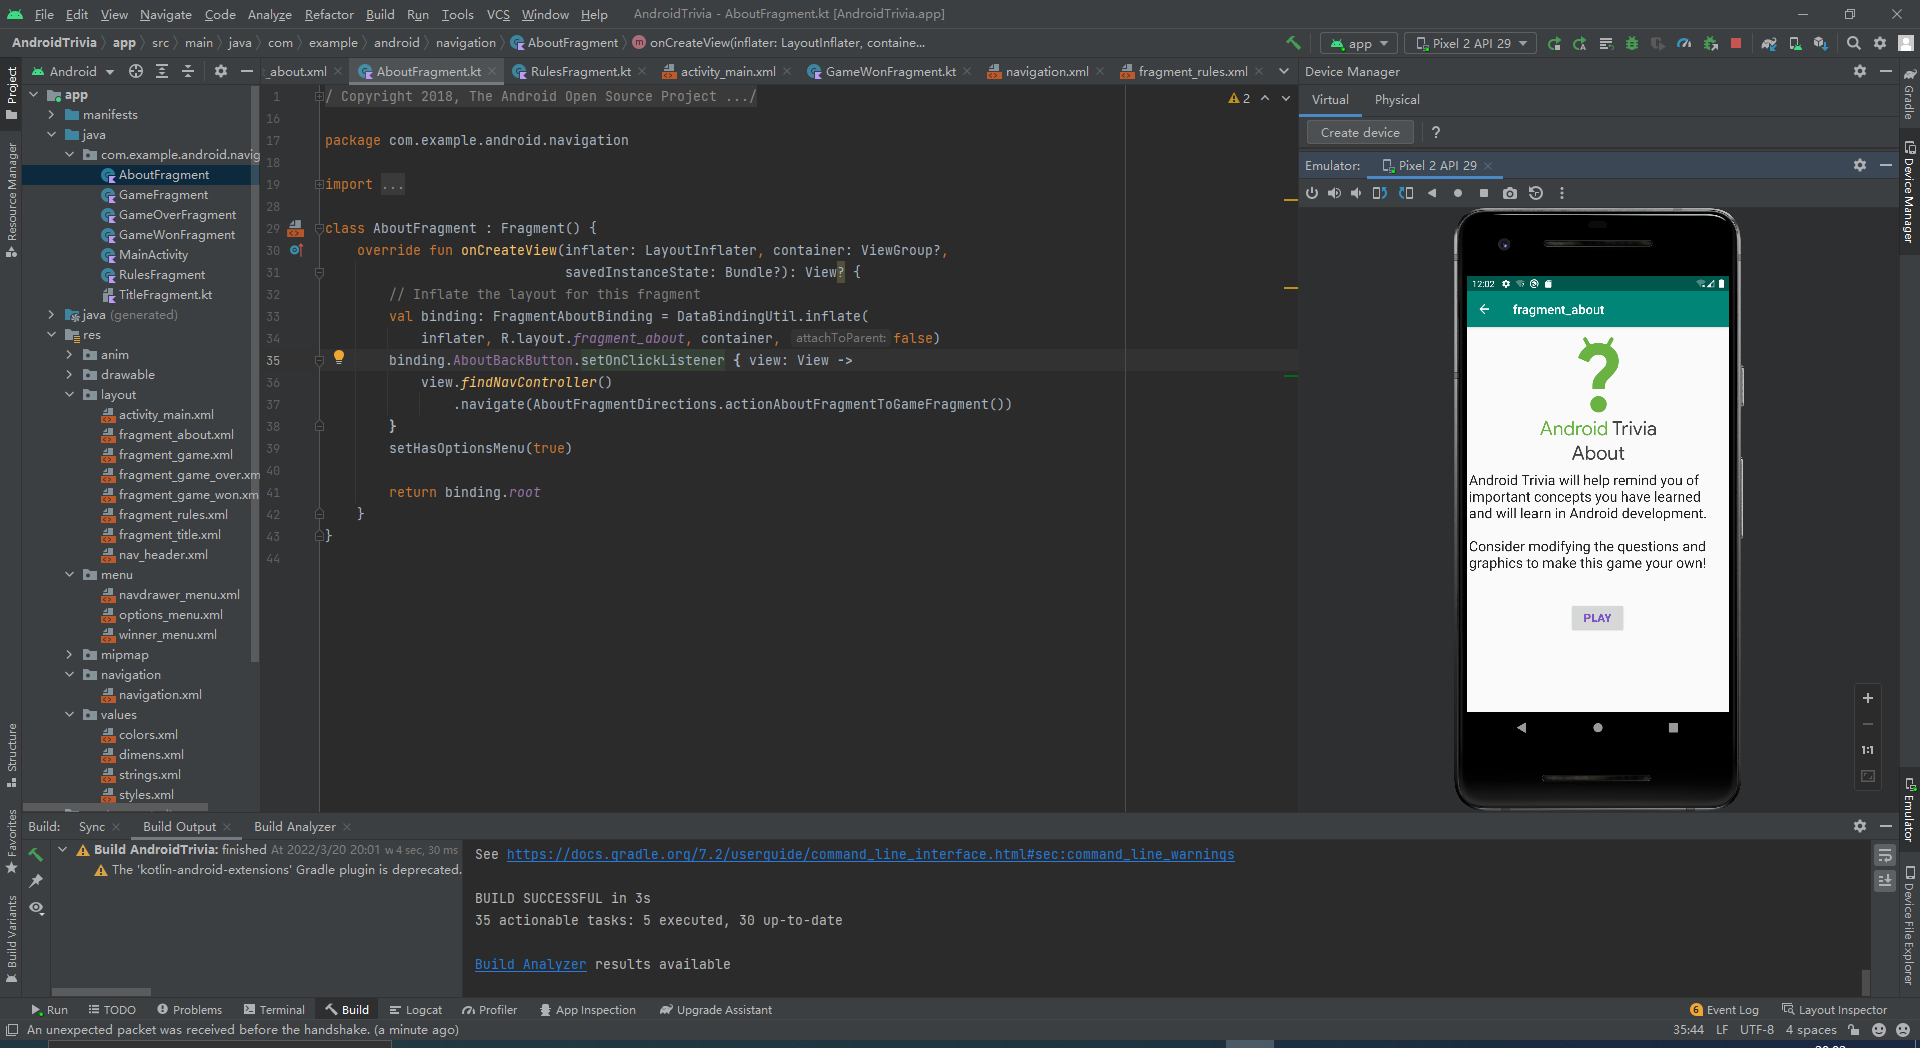 File Edit View Navigate Code Analyze Refactor Build Run Tools VCS Window Help AndroidTrivia - AboutFragment.kt [AndroidTrivia.app]
AndroidTrivia app src main java com example android navigation AboutFragment onCreateView(inflater: LayoutInflater, containe... app Pixel 2 API 29
Android
_about.xml AboutFragment.kt RulesFragment.kt activity_main.xml GameWonFragment.kt navigation.xml fragment_rules.xml
Project
Resource Manager
Structure
Favorites
Build Variants
app
manifests
java
com.example.android.navig
AboutFragment
GameFragment
GameOverFragment
GameWonFragment
MainActivity
RulesFragment
TitleFragment.kt
java (generated)
res
anim
drawable
layout
activity_main.xml
fragment_about.xml
fragment_game.xml
fragment_game_over.xm
fragment_game_won.xm
fragment_rules.xml
fragment_title.xml
nav_header.xml
menu
navdrawer_menu.xml
options_menu.xml
winner_menu.xml
mipmap
navigation
navigation.xml
values
colors.xml
dimens.xml
strings.xml
styles.xml
2
1 / Copyright 2018, The Android Open Source Project .../
16
17 package com.example.android.navigation
18
19 import ...
28
29 class AboutFragment : Fragment() {
30 override fun onCreateView(inflater: LayoutInflater, container: ViewGroup?,
31 savedInstanceState: Bundle?): View? {
32 // Inflate the layout for this fragment
33 val binding: FragmentAboutBinding = DataBindingUtil.inflate(
34 inflater, R.layout.fragment_about, container, attachToParent: false)
35 binding.AboutBackButton.setOnClickListener { view: View ->
36 view.findNavController()
37 .navigate(AboutFragmentDirections.actionAboutFragmentToGameFragment())
38 }
39 setHasOptionsMenu(true)
40
41 return binding.root
42 }
43 }
44
Device Manager
Virtual Physical
Create device ?
Emulator: Pixel 2 API 29
12:02
fragment_about
Android Trivia
About
Android Trivia will help remind you of
important concepts you have learned
and will learn in Android development.
Consider modifying the questions and
graphics to make this game your own!
PLAY
1:1
Gradle
Device Manager
Emulator
Device File Explorer
Build: Sync Build Output Build Analyzer
Build AndroidTrivia: finished At 2022/3/20 20:01 w 4 sec, 30 ms
The 'kotlin-android-extensions' Gradle plugin is deprecated.
See https://docs.gradle.org/7.2/userguide/command_line_interface.html#sec:command_line_warnings
BUILD SUCCESSFUL in 3s
35 actionable tasks: 5 executed, 30 up-to-date
Build Analyzer results available
Run TODO Problems Terminal Build Logcat Profiler App Inspection Upgrade Assistant 6 Event Log Layout Inspector
An unexpected packet was received before the handshake. (a minute ago) 35:44 LF UTF-8 4 spaces